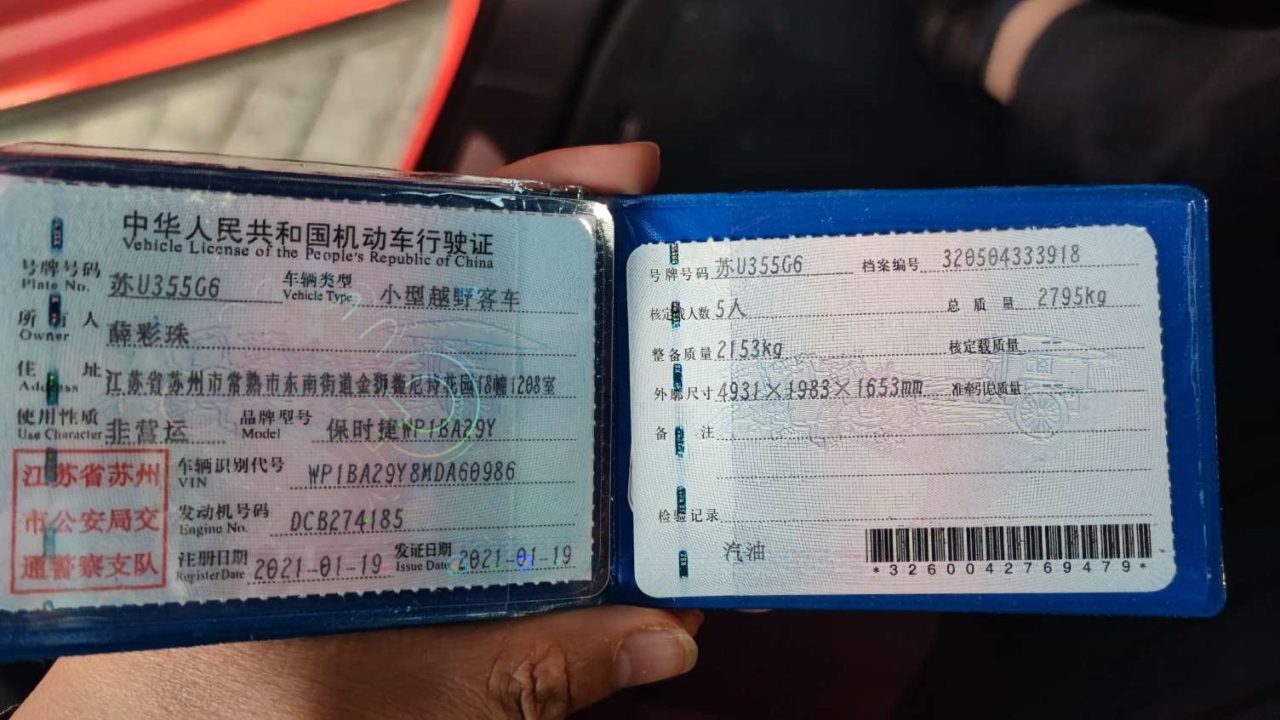 中华人民共和国机动车行驶证
Vehicle License of the People's Republic of China
号牌号码 苏U355G6 车辆类型 小型越野客车
Plate No. Vehicle Type
所有人 薛彩珠
Owner
住址 江苏省苏州市常熟市东南街道金狮薇尼诗花园18幢1208室
Address
使用性质 非营运 品牌型号 保时捷WP1BA29Y
Use Character Model
江苏省苏州
市公安局交
通警察支队
车辆识别代号 WP1BA29Y8MDA60986
VIN
发动机号码 DCB274185
Engine No.
注册日期 2021-01-19 发证日期 2021-01-19
Register Date Issue Date
号牌号码 苏U355G6 档案编号 320504333918
核定载人数 5人 总质量 2795kg
整备质量 2153kg 核定载质量 --
外廓尺寸 4931×1983×1653mm 准牵引总质量 --
备注
检验记录
汽油
*3260042769479*